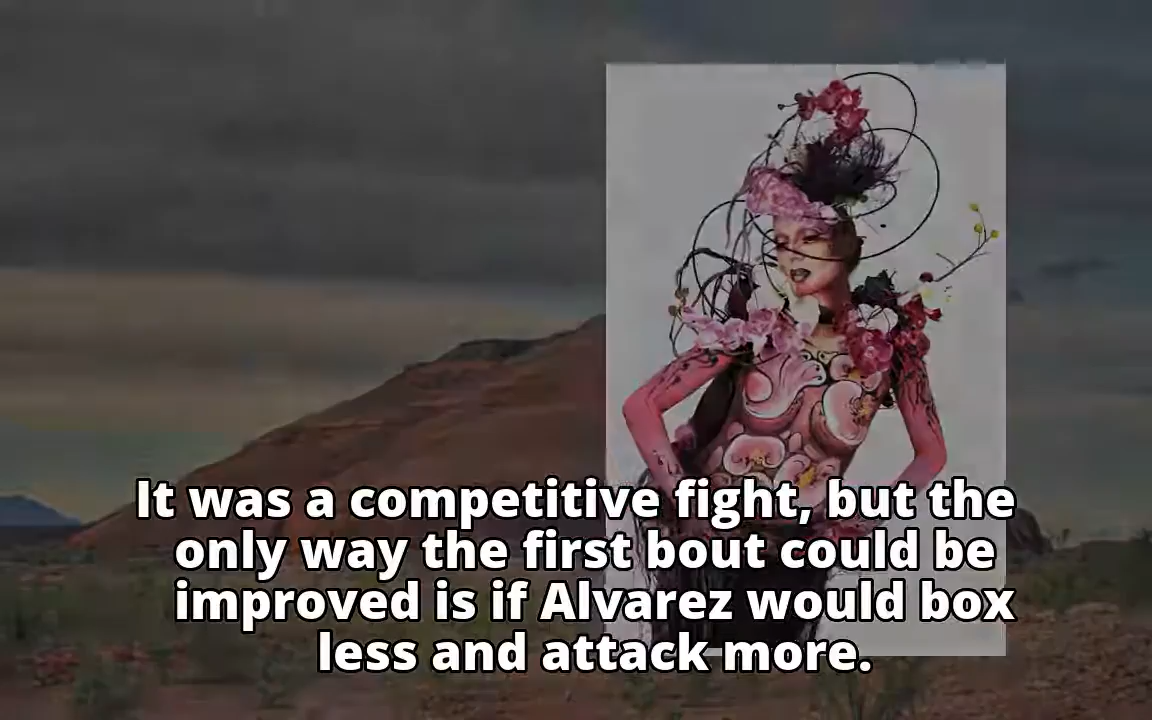 It was a competitive fight, but the
only way the first bout could be
improved is if Alvarez would box
less and attack more.